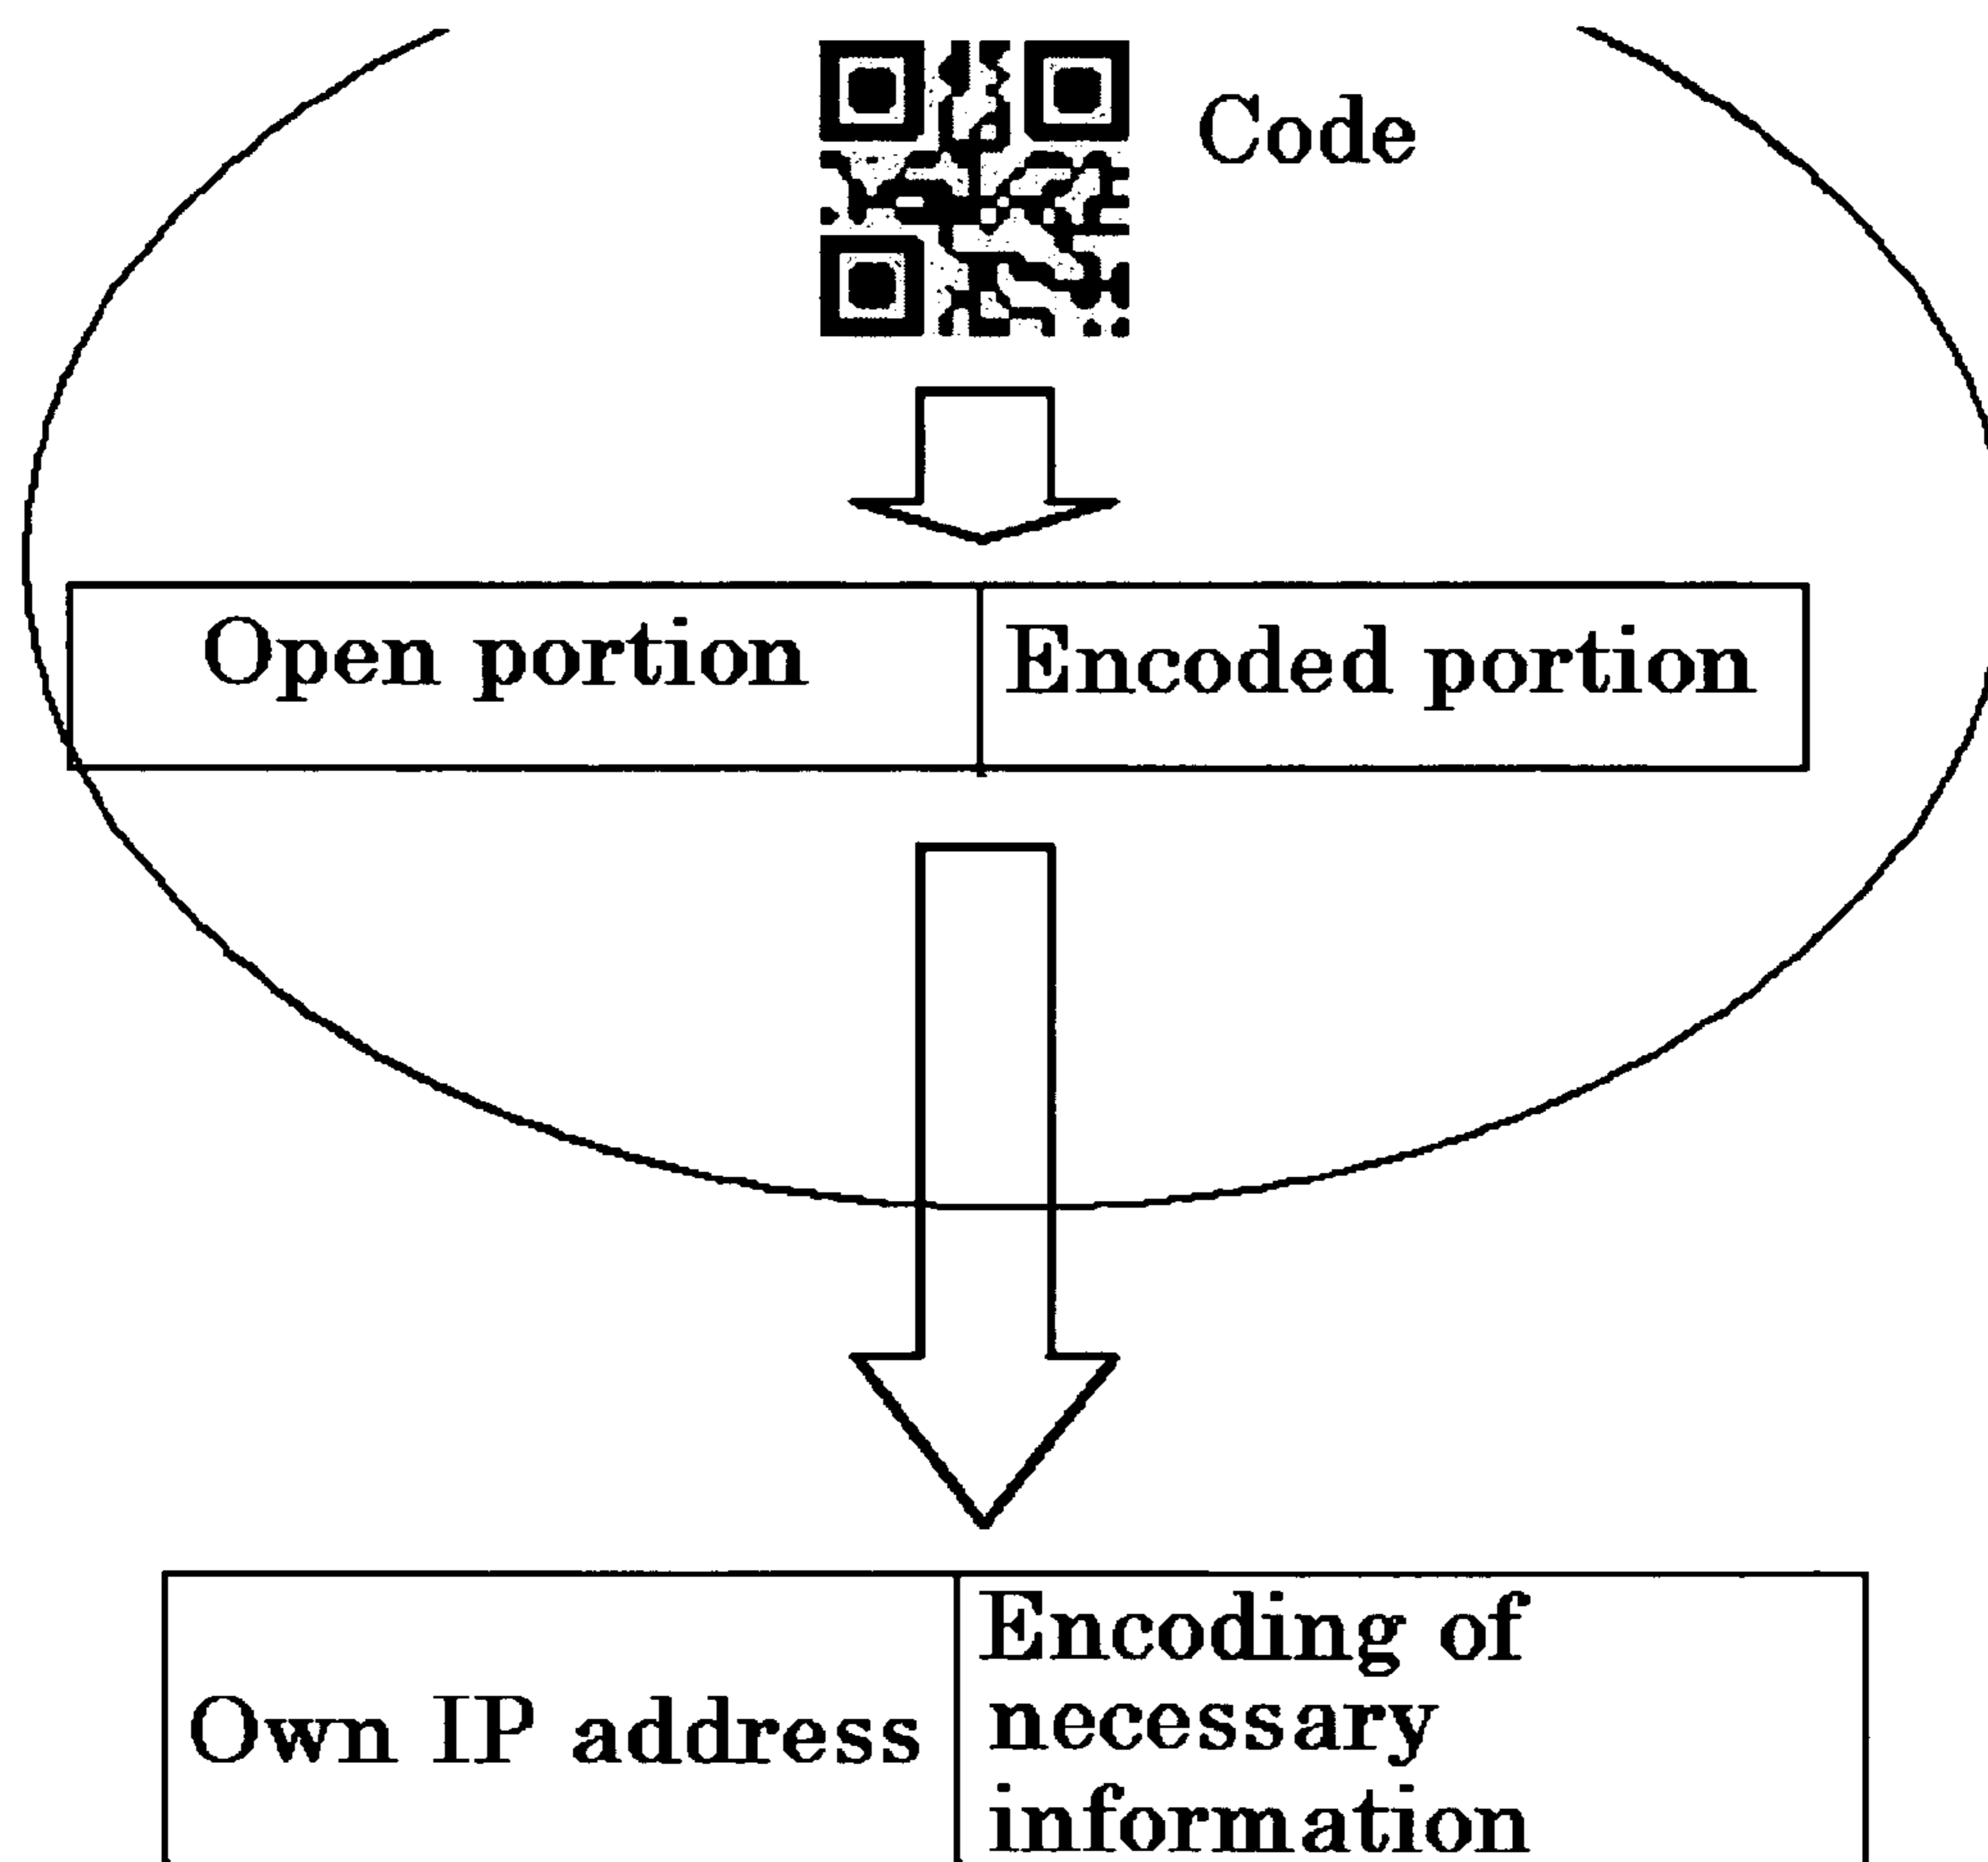 Code
Open portion
Encoded portion
Own IP address
Encoding of
necessary
information